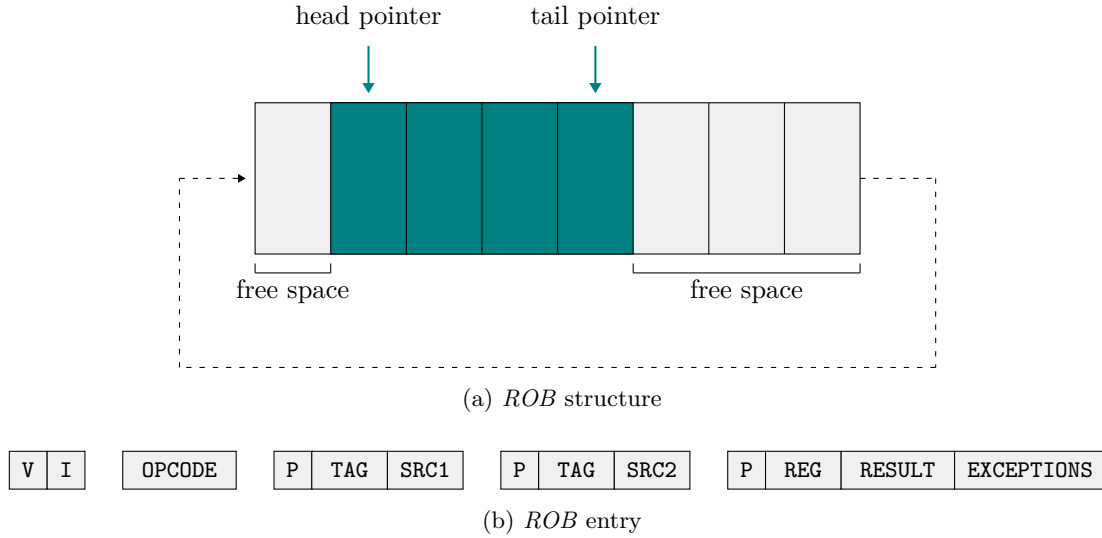 head pointer tail pointer
free space free space
(a) ROB structure
V I OPCODE P TAG SRC1 P TAG SRC2 P REG RESULT EXCEPTIONS
(b) ROB entry